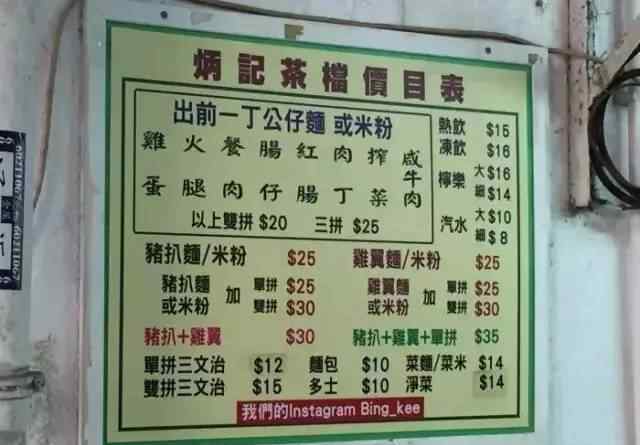 炳記茶檔價目表
出前一丁公仔麵 或米粉
雞 火 餐 腸 紅 肉 搾 咸
蛋 腿 肉 仔 腸 丁 菜 牛肉
以上雙拼 $20 三拼 $25
熱飲 $15
凍飲 $16
檸樂 大 $16
細 $14
汽水 大 $10
細 $8
豬扒麵/米粉 $25
雞翼麵/米粉 $25
豬扒麵或米粉 加 單拼 $25
雙拼 $30
雞翼麵或米粉 加 單拼 $25
雙拼 $30
豬扒+雞翼 $30
豬扒+雞翼+單拼 $35
單拼三文治 $12 麵包 $10 菜麵/菜米 $14
雙拼三文治 $15 多士 $10 淨菜 $14
我們的Instagram Bing_kee
60211067